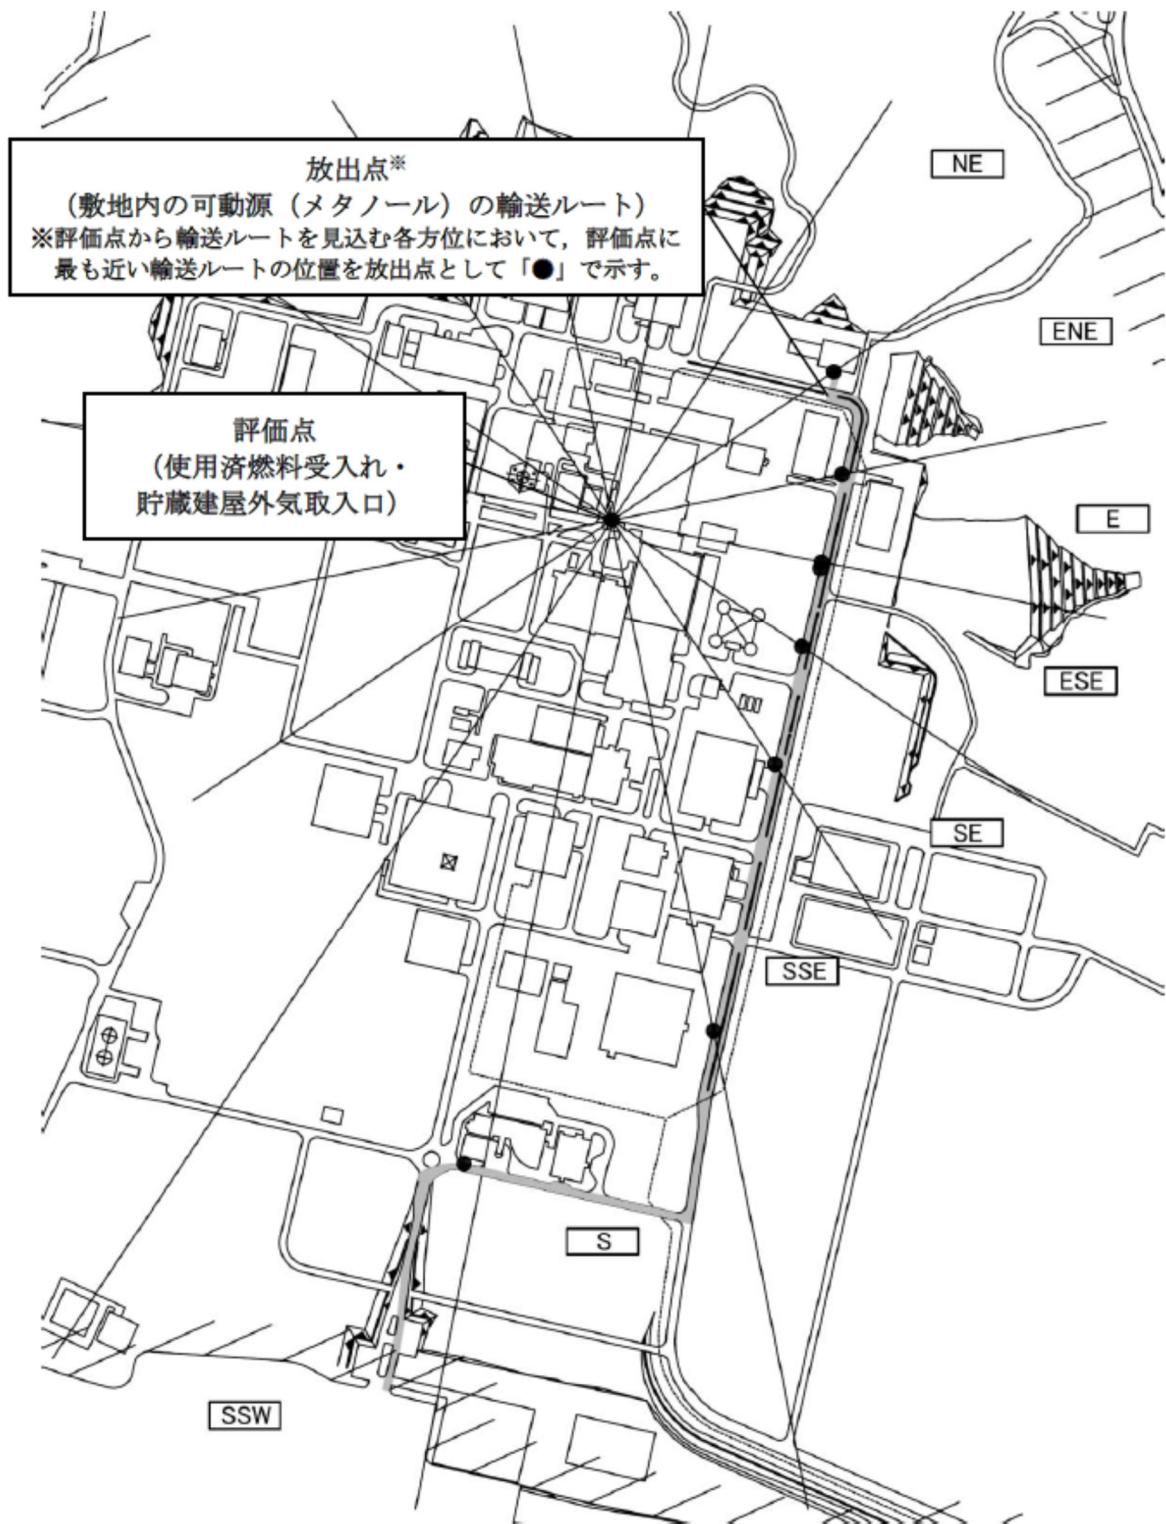 放出点※
(敷地内の可動源(メタノール)の輸送ルート)
※評価点から輸送ルートを見込む各方位において,評価点に
最も近い輸送ルートの位置を放出点として「●」で示す。
NE
ENE
評価点
(使用済燃料受入れ・
貯蔵建屋外気取入口)
E
ESE
SE
SSE
S
SSW